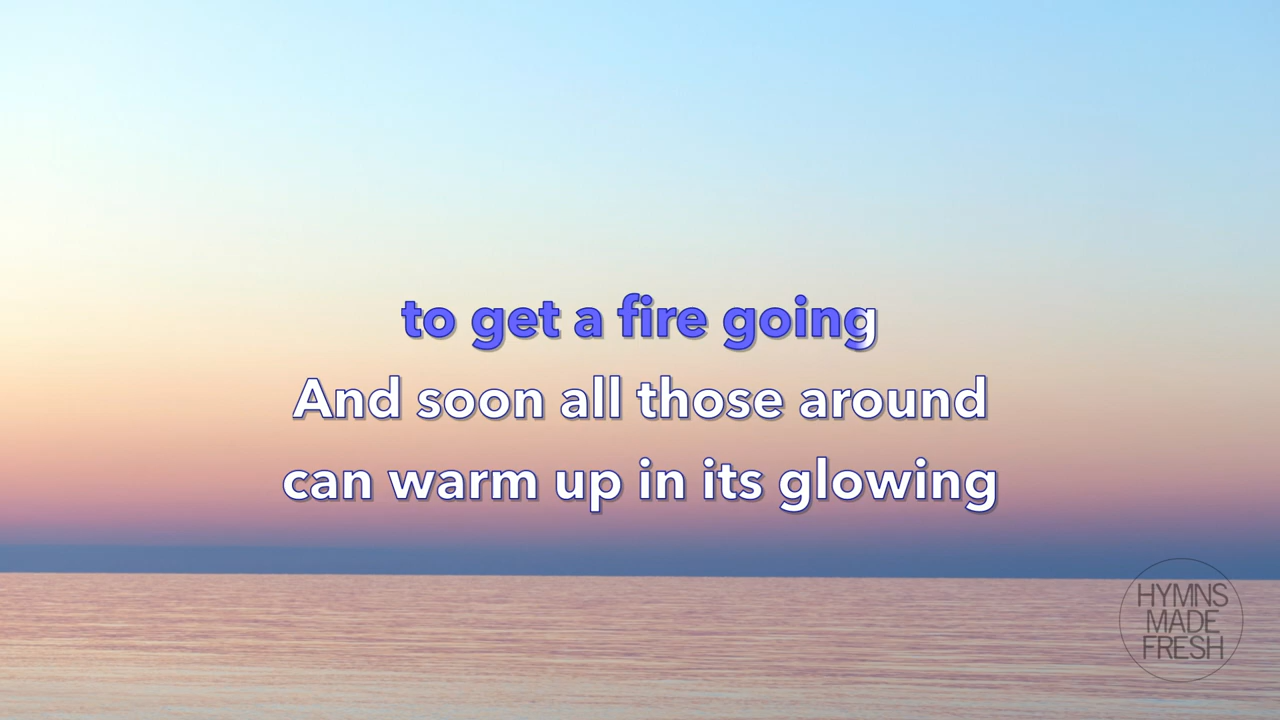 to get a fire going
And soon all those around
can warm up in its glowing
HYMNS
MADE
FRESH